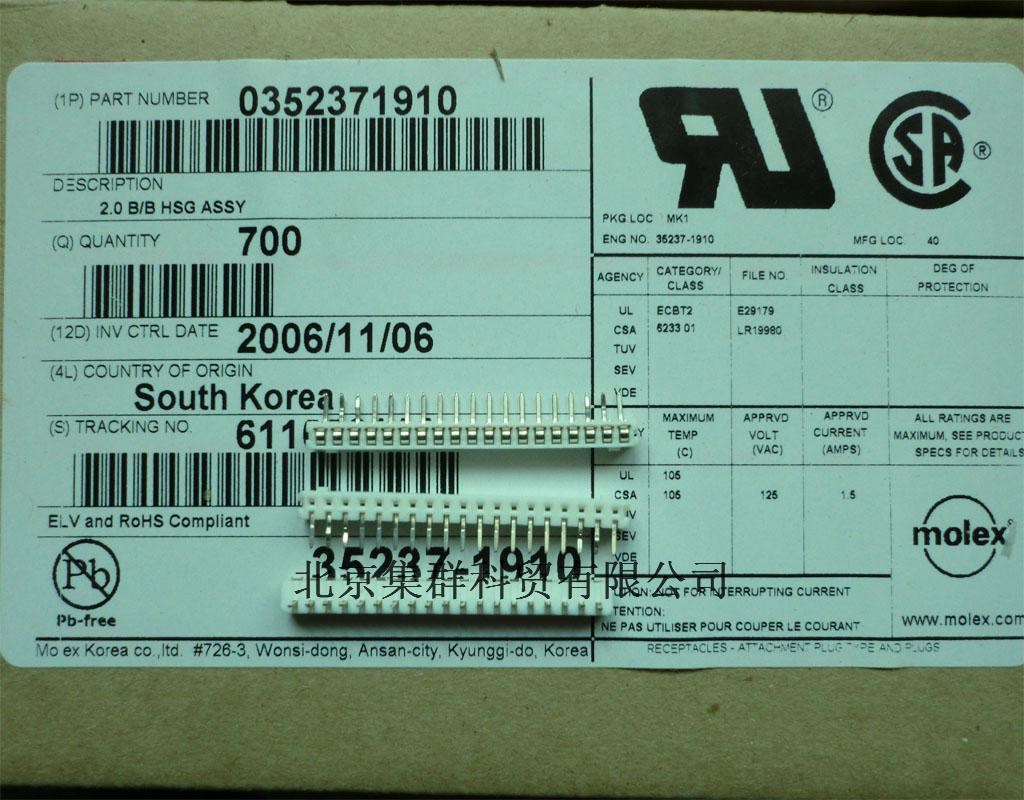 (1P) PART NUMBER 0352371910
DESCRIPTION
2.0 B/B HSG ASSY
(Q) QUANTITY 700
(12D) INV CTRL DATE 2006/11/06
(4L) COUNTRY OF ORIGIN
South Korea
(S) TRACKING NO. 611
ELV and RoHS Compliant
35237-1910
北京集群科贸有限公司
Pb
Pb-free
Mo ex Korea co.,ltd. #726-3, Wonsi-dong, Ansan-city, Kyunggi-do, Korea
RU ®
CSA ®
PKG LOC MK1
ENG NO. 35237-1910 MFG LOC. 40
AGENCY CATEGORY/ CLASS FILE NO. INSULATION CLASS DEG OF PROTECTION
UL ECBT2 E29179
CSA 6233 01 LR19980
TUV
SEV
VDE
MAXIMUM TEMP (C) APPRVD VOLT (VAC) APPRVD CURRENT (AMPS) ALL RATINGS ARE
MAXIMUM, SEE PRODUCT
SPECS FOR DETAILS
UL 105
CSA 105 125 1.5
SEV
VDE
molex
NOT FOR INTERRUPTING CURRENT
TENTION:
NE PAS UTILISER POUR COUPER LE COURANT
www.molex.com
RECEPTACLES - ATTACHMENT PLUG TYPE AND PLUGS